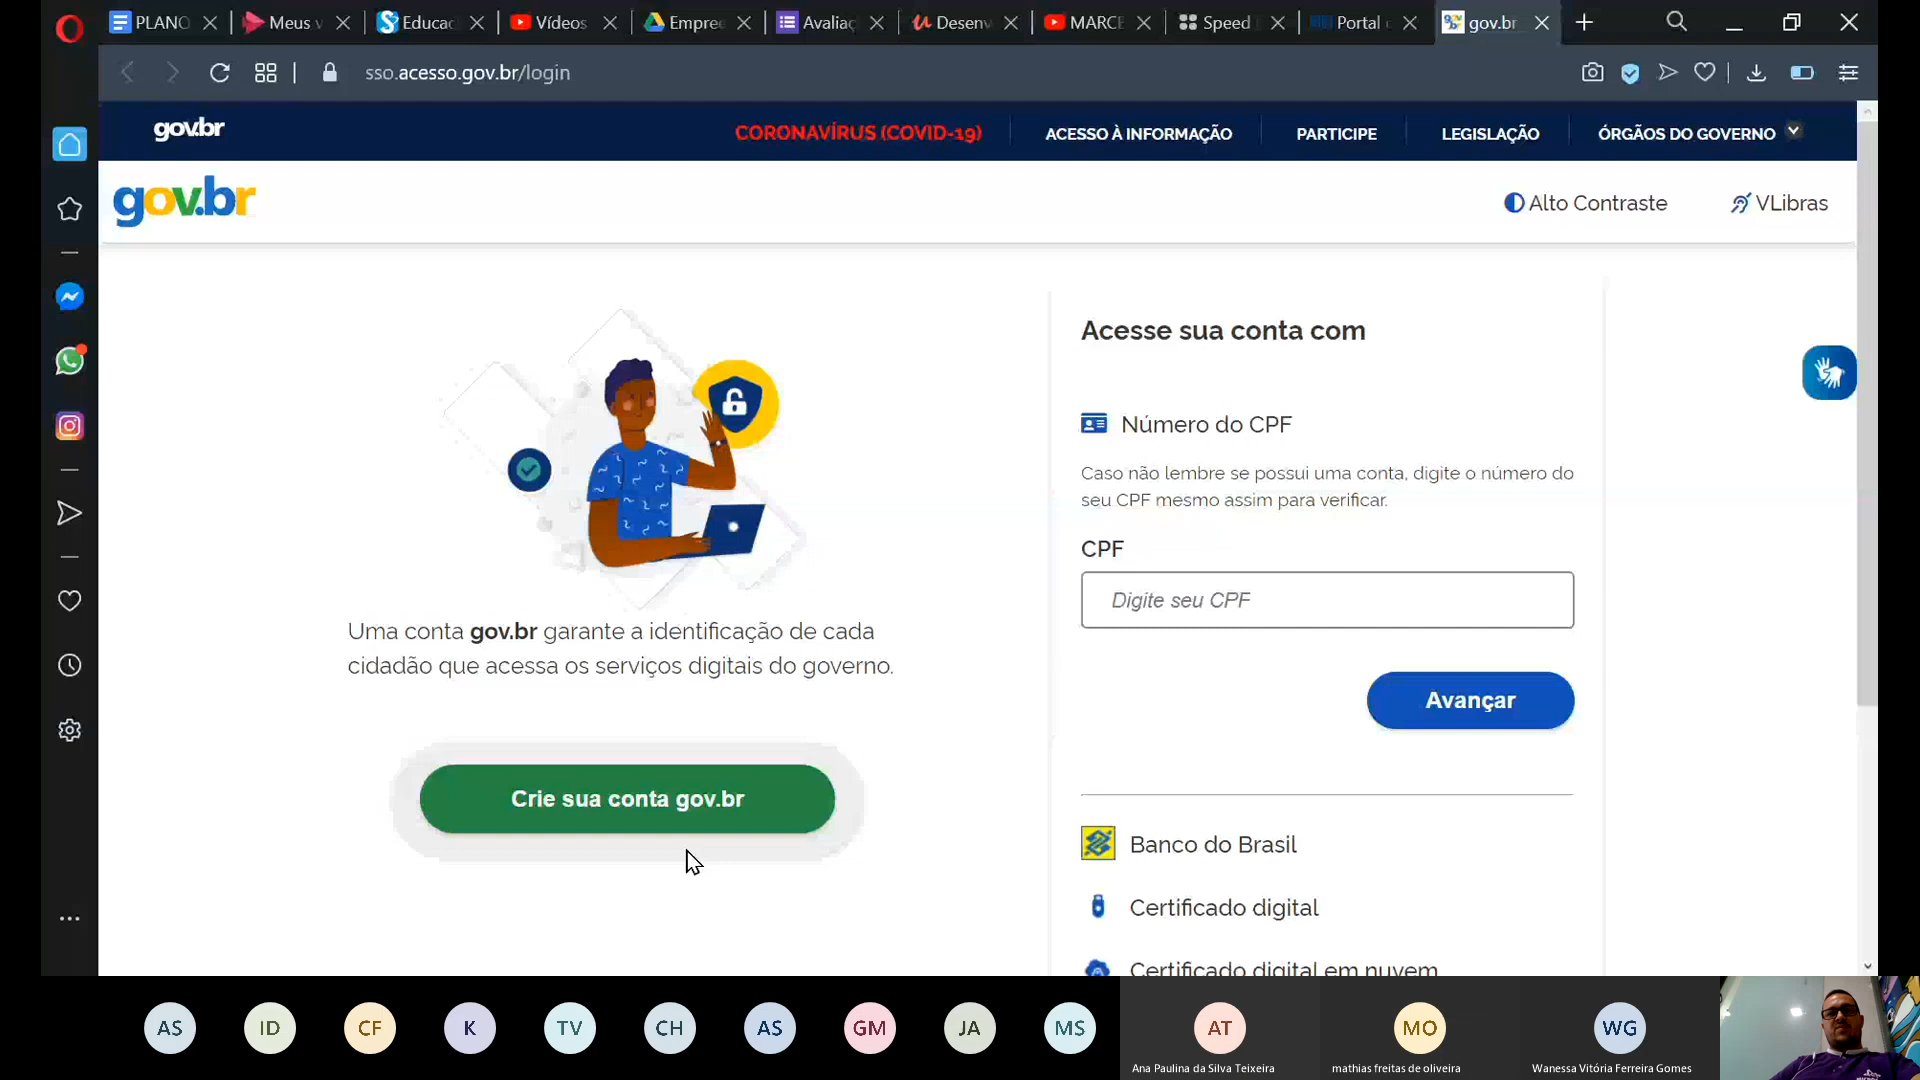 PLANO
Meus v
Educac
Vídeos
Empree
Avaliaç
Desenv
MARCE
Speed
Portal
gov.br
sso.acesso.gov.br/login
gov.br
CORONAVÍRUS (COVID-19)
ACESSO À INFORMAÇÃO
PARTICIPE
LEGISLAÇÃO
ÓRGÃOS DO GOVERNO
gov.br
Alto Contraste
VLibras
Uma conta gov.br garante a identificação de cada
cidadão que acessa os serviços digitais do governo.
Crie sua conta gov.br
Acesse sua conta com
Número do CPF
Caso não lembre se possui uma conta, digite o número do
seu CPF mesmo assim para verificar.
CPF
Digite seu CPF
Avançar
Banco do Brasil
Certificado digital
Certificado digital em nuvem
AS
ID
CF
K
TV
CH
AS
GM
JA
MS
AT
MO
WG
Ana Paulina da Silva Teixeira
mathias freitas de oliveira
Wanessa Vitória Ferreira Gomes